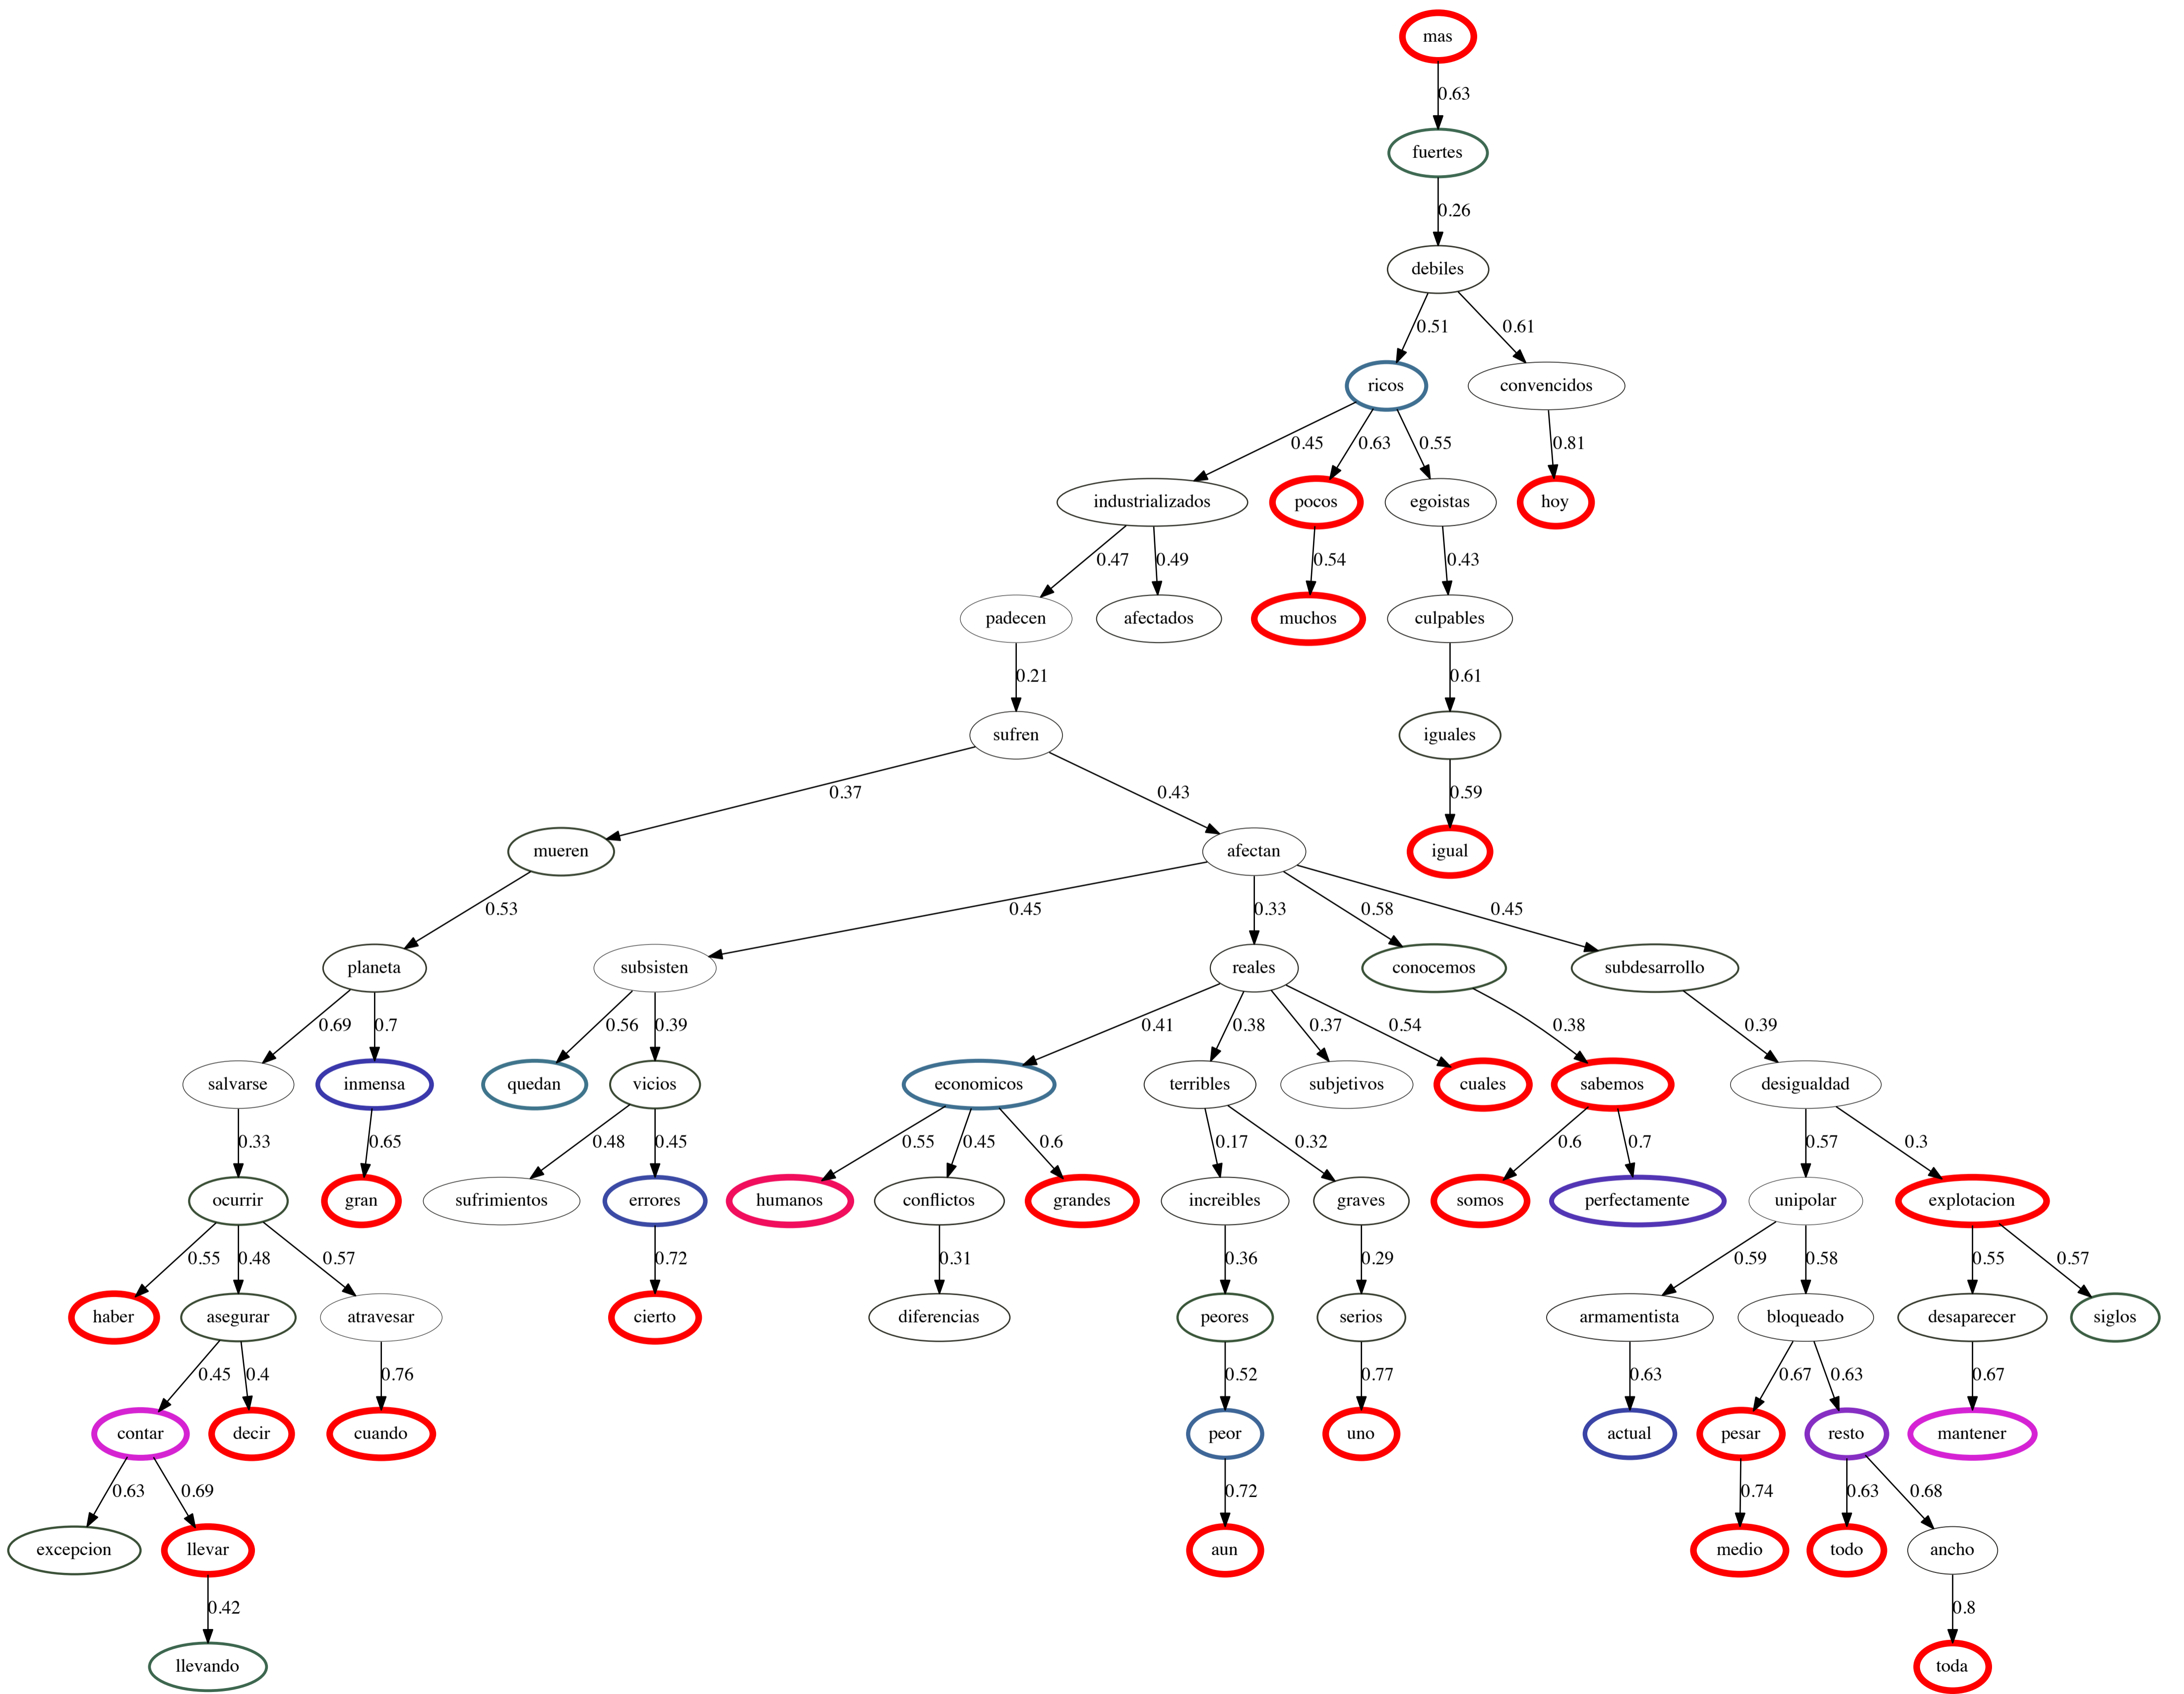 mas
0.63
fuertes
0.26
debiles
0.51 0.61
ricos convencidos
0.45 0.63 0.55 0.81
industrializados pocos egoistas hoy
0.47 0.49 0.54 0.43
padecen afectados muchos culpables
0.21 0.61
sufren iguales
0.37 0.43 0.59
mueren afectan igual
0.53 0.45 0.33 0.58 0.45
planeta subsisten reales conocemos subdesarrollo
0.69 0.7 0.56 0.39 0.41 0.38 0.37 0.54 0.38 0.39
salvarse inmensa quedan vicios economicos terribles subjetivos cuales sabemos desigualdad
0.33 0.65 0.48 0.45 0.55 0.45 0.6 0.17 0.32 0.6 0.7 0.57 0.3
ocurrir gran sufrimientos errores humanos conflictos grandes increibles graves somos perfectamente unipolar explotacion
0.55 0.48 0.57 0.72 0.31 0.36 0.29 0.59 0.58 0.55 0.57
haber asegurar atravesar cierto diferencias peores serios armamentista bloqueado desaparecer siglos
0.45 0.4 0.76 0.52 0.77 0.63 0.67 0.63 0.67
contar decir cuando peor uno actual pesar resto mantener
0.63 0.69 0.72 0.74 0.63 0.68
excepcion llevar aun medio todo ancho
0.42 0.8
llevando toda